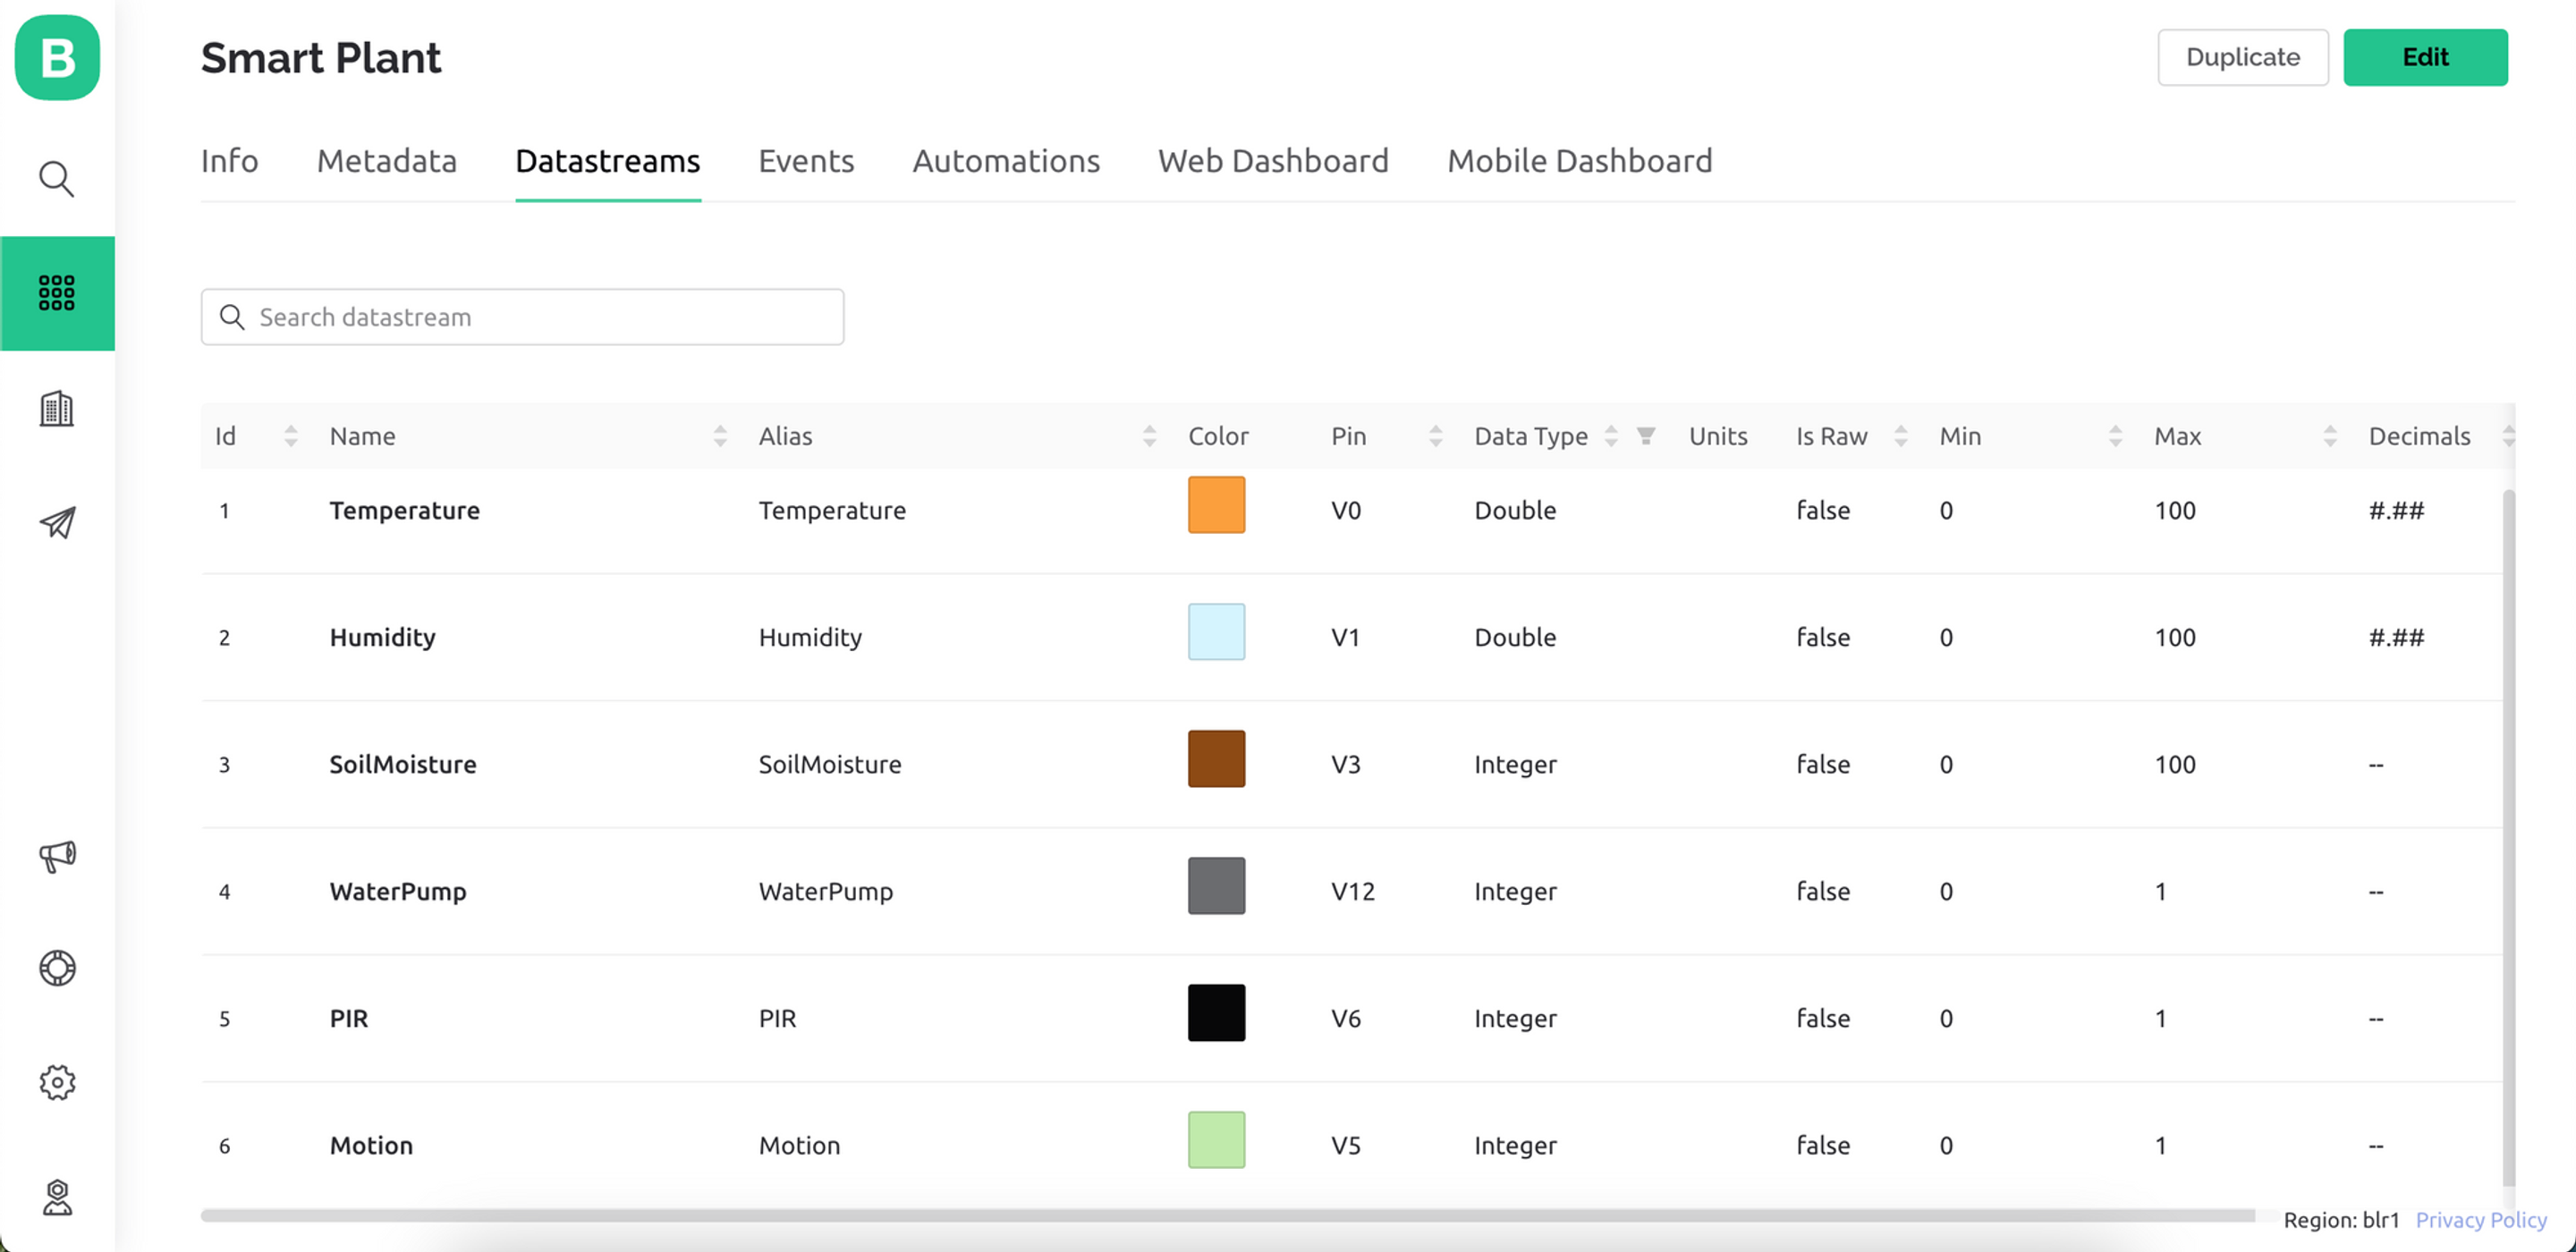 B
Smart Plant
Duplicate Edit
Info Metadata Datastreams Events Automations Web Dashboard Mobile Dashboard
Search datastream
Id Name Alias Color Pin Data Type Units Is Raw Min Max Decimals
1 Temperature Temperature V0 Double false 0 100 #.##
2 Humidity Humidity V1 Double false 0 100 #.##
3 SoilMoisture SoilMoisture V3 Integer false 0 100 --
4 WaterPump WaterPump V12 Integer false 0 1 --
5 PIR PIR V6 Integer false 0 1 --
6 Motion Motion V5 Integer false 0 1 --
Region: blr1 Privacy Policy